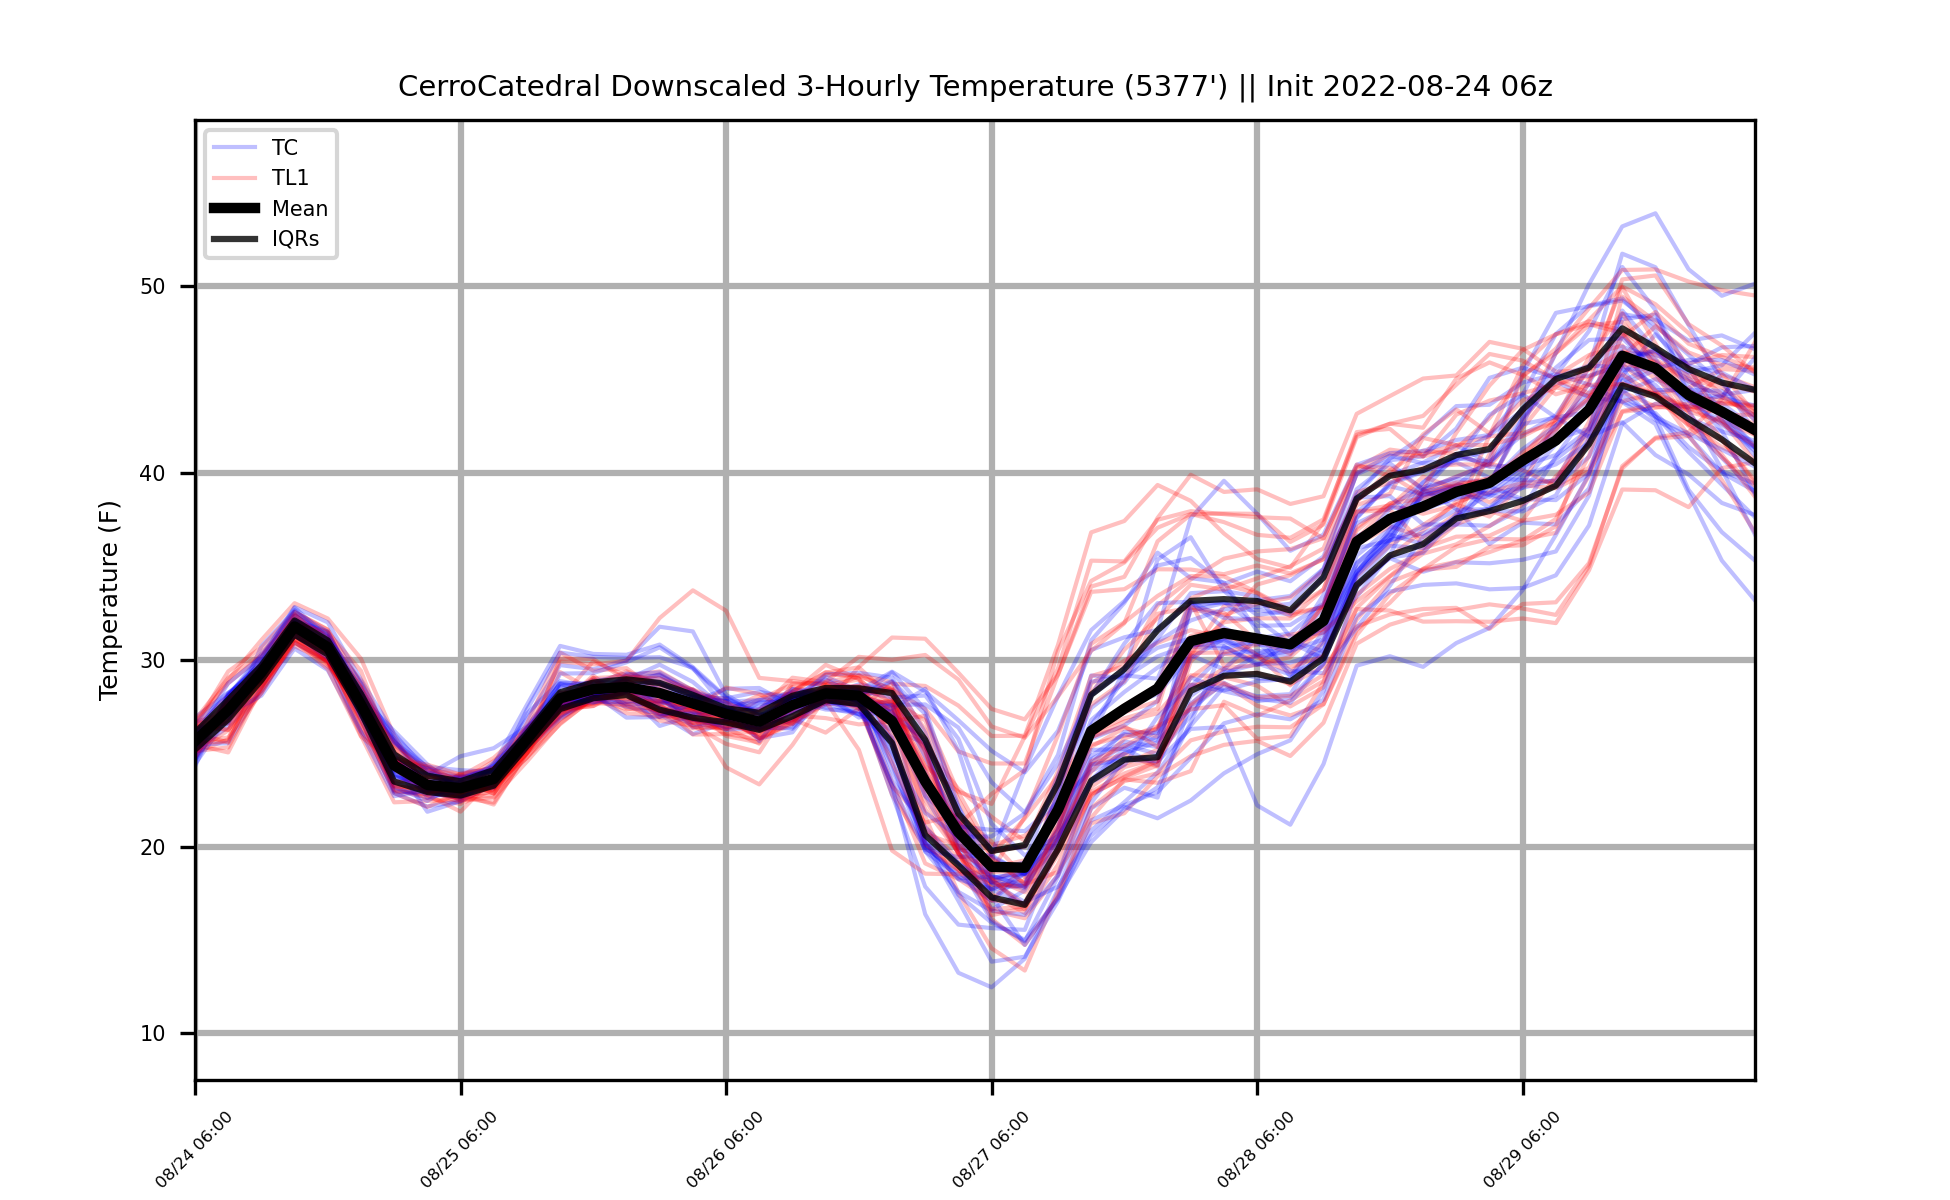 CerroCatedral Downscaled 3-Hourly Temperature (5377') || Init 2022-08-24 06z
TC
TL1
Mean
IQRs
Temperature (F)
50
40
30
20
10
08/24 06:00
08/25 06:00
08/26 06:00
08/27 06:00
08/28 06:00
08/29 06:00